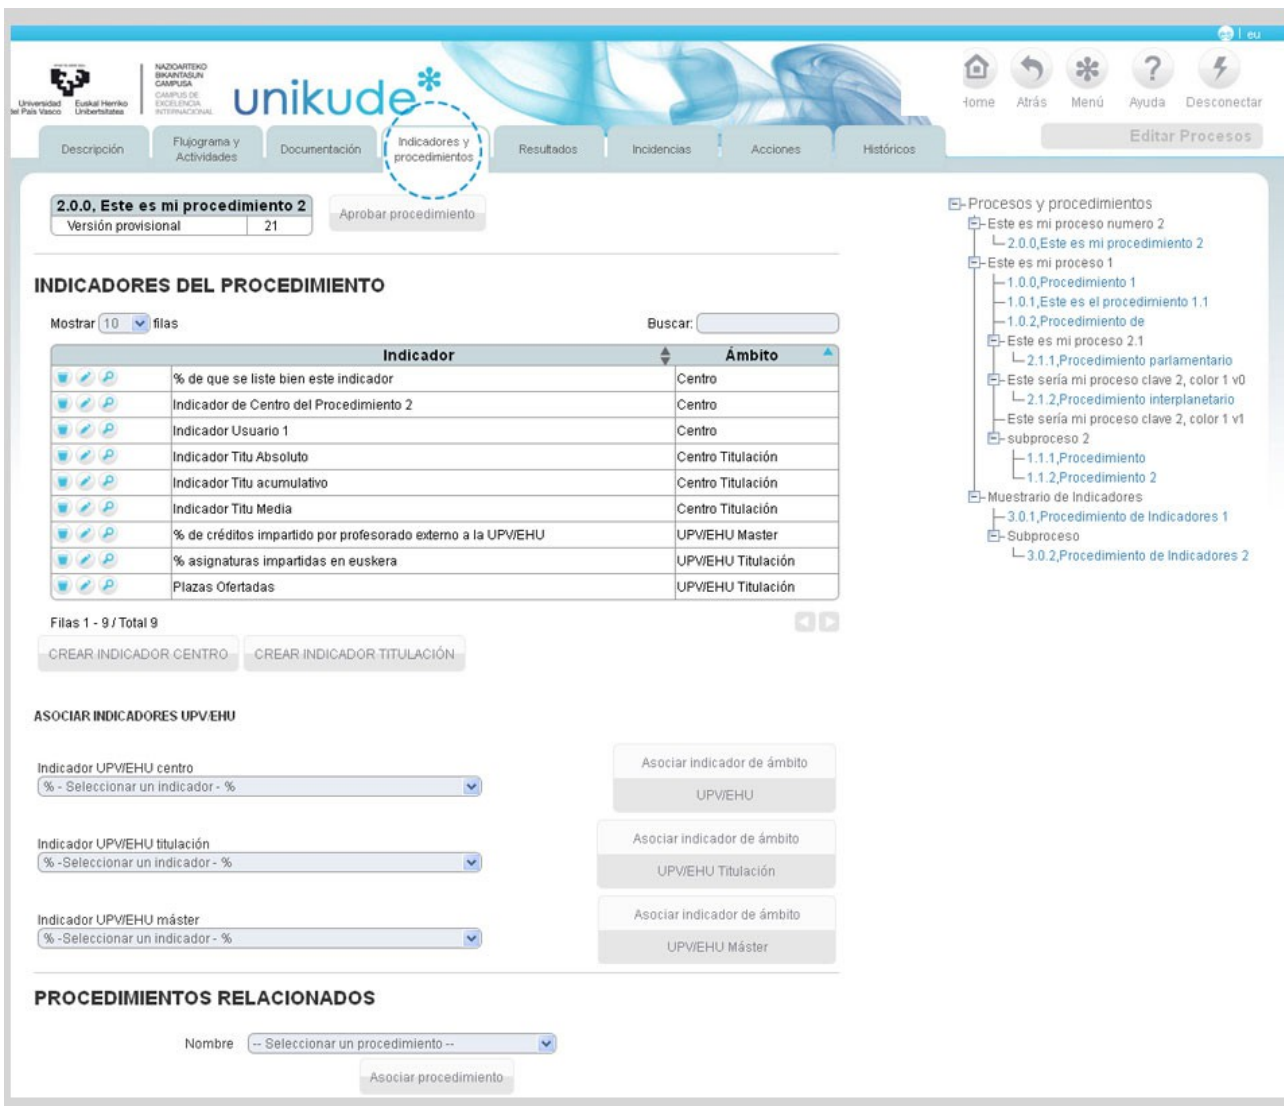 es | eu
Universidad
del País Vasco
Euskal Herriko
Unibertsitatea
NAZIOARTEKO
BIKAINTASUN
CAMPUSA
CAMPUS DE
EXCELENCIA
INTERNACIONAL
unikude*
Home
Atrás
Menú
Ayuda
Desconectar
Editar Procesos
Descripción
Flujograma y
Actividades
Documentación
Indicadores y
procedimientos
Resultados
Incidencias
Acciones
Históricos
2.0.0, Este es mi procedimiento 2
Versión provisional 21
Aprobar procedimiento
INDICADORES DEL PROCEDIMIENTO
Mostrar 10 filas
Buscar:
Indicador Ámbito
% de que se liste bien este indicador Centro
Indicador de Centro del Procedimiento 2 Centro
Indicador Usuario 1 Centro
Indicador Titu Absoluto Centro Titulación
Indicador Titu acumulativo Centro Titulación
Indicador Titu Media Centro Titulación
% de créditos impartido por profesorado externo a la UPV/EHU UPV/EHU Master
% asignaturas impartidas en euskera UPV/EHU Titulación
Plazas Ofertadas UPV/EHU Titulación
Filas 1 - 9 / Total 9
CREAR INDICADOR CENTRO CREAR INDICADOR TITULACIÓN
ASOCIAR INDICADORES UPV/EHU
Indicador UPV/EHU centro
% - Seleccionar un indicador - %
Asociar indicador de ámbito
UPV/EHU
Indicador UPV/EHU titulación
% -Seleccionar un indicador - %
Asociar indicador de ámbito
UPV/EHU Titulación
Indicador UPV/EHU máster
% -Seleccionar un indicador - %
Asociar indicador de ámbito
UPV/EHU Máster
PROCEDIMIENTOS RELACIONADOS
Nombre -- Seleccionar un procedimiento --
Asociar procedimiento
Procesos y procedimientos
Este es mi proceso numero 2
2.0.0,Este es mi procedimiento 2
Este es mi proceso 1
1.0.0,Procedimiento 1
1.0.1,Este es el procedimiento 1.1
1.0.2,Procedimiento de
Este es mi proceso 2.1
2.1.1,Procedimiento parlamentario
Este sería mi proceso clave 2, color 1 v0
2.1.2,Procedimiento interplanetario
Este sería mi proceso clave 2, color 1 v1
subproceso 2
1.1.1,Procedimiento
1.1.2,Procedimiento 2
Muestrario de Indicadores
3.0.1,Procedimiento de Indicadores 1
Subproceso
3.0.2,Procedimiento de Indicadores 2